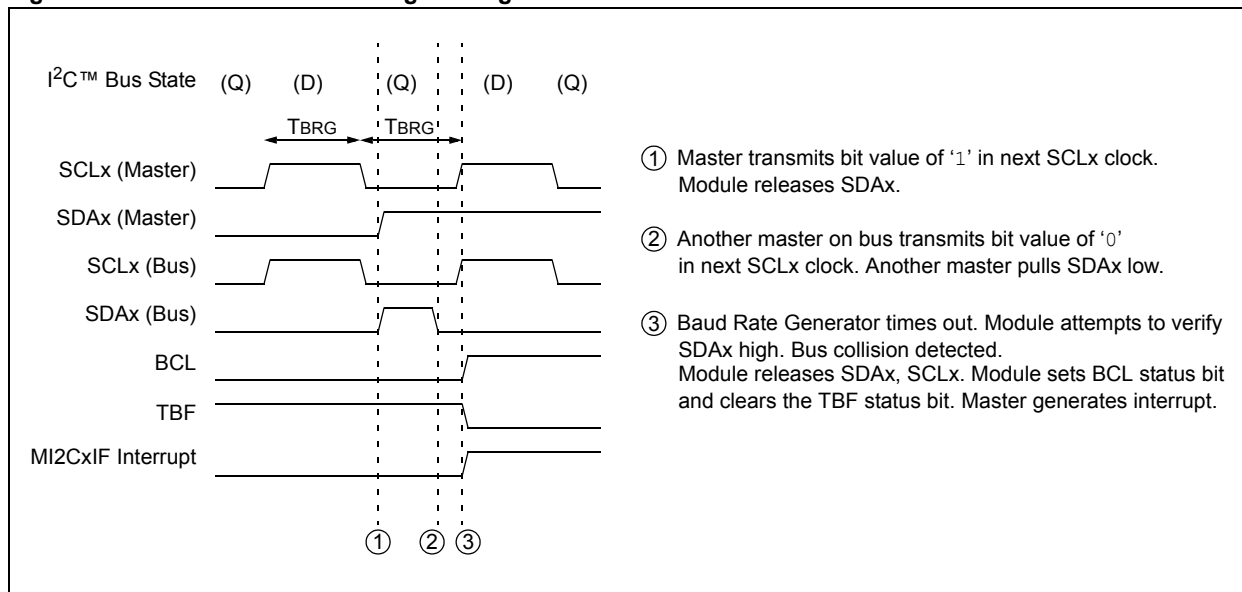 I²C™ Bus State (Q) (D) (Q) (D) (Q)
TBRG TBRG
SCLx (Master)
SDAx (Master)
SCLx (Bus)
SDAx (Bus)
BCL
TBF
MI2CxIF Interrupt
1 2 3
1 Master transmits bit value of ‘1’ in next SCLx clock.
Module releases SDAx.
2 Another master on bus transmits bit value of ‘0’
in next SCLx clock. Another master pulls SDAx low.
3 Baud Rate Generator times out. Module attempts to verify
SDAx high. Bus collision detected.
Module releases SDAx, SCLx. Module sets BCL status bit
and clears the TBF status bit. Master generates interrupt.